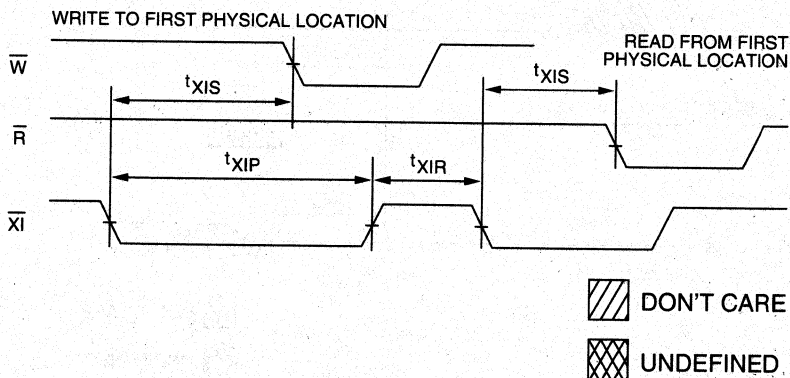 WRITE TO FIRST PHYSICAL LOCATION
READ FROM FIRST
PHYSICAL LOCATION
W
tXIS
tXIS
R
tXIP
tXIR
XI
DON'T CARE
UNDEFINED